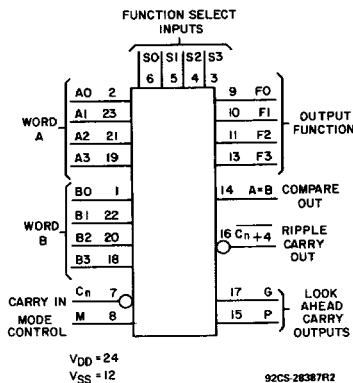 FUNCTION SELECT
INPUTS
S0 S1 S2 S3
6 5 4 3
WORD
A
A0 2
A1 23
A2 21
A3 19
9 F0
10 F1
11 F2
13 F3
OUTPUT
FUNCTION
WORD
B
B0 1
B1 22
B2 20
B3 18
14 A=B
COMPARE
OUT
16 Cn+4
RIPPLE
CARRY
OUT
CARRY IN
Cn 7
MODE
CONTROL
M 8
17 G
15 P
LOOK
AHEAD
CARRY
OUTPUTS
VDD = 24
VSS = 12
92CS-28387R2